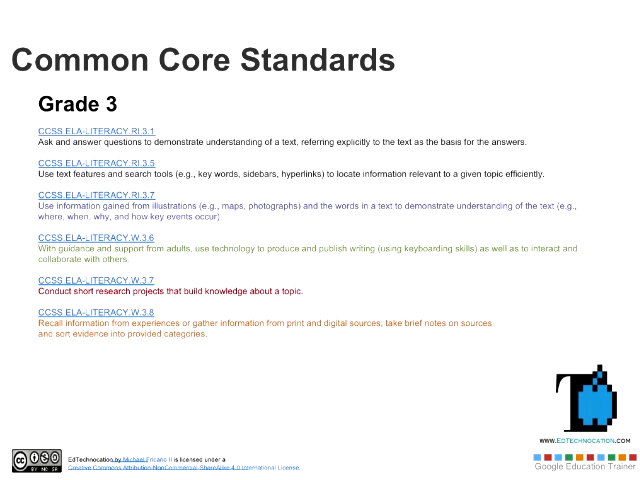 Common Core Standards
Grade 3
CCSS.ELA-LITERACY.RI.3.1
Ask and answer questions to demonstrate understanding of a text, referring explicitly to the text as the basis for the answers.
CCSS.ELA-LITERACY.RI.3.5
Use text features and search tools (e.g., key words, sidebars, hyperlinks) to locate information relevant to a given topic efficiently.
CCSS.ELA-LITERACY.RI.3.7
Use information gained from illustrations (e.g., maps, photographs) and the words in a text to demonstrate understanding of the text (e.g.,
where, when, why, and how key events occur).
CCSS.ELA-LITERACY.W.3.6
With guidance and support from adults, use technology to produce and publish writing (using keyboarding skills) as well as to interact and
collaborate with others.
CCSS.ELA-LITERACY.W.3.7
Conduct short research projects that build knowledge about a topic.
CCSS.ELA-LITERACY.W.3.8
Recall information from experiences or gather information from print and digital sources; take brief notes on sources
and sort evidence into provided categories.
WWW.EDTECHNOCATION.COM
Google Education Trainer
cc
BY NC SA
EdTechnocation by Michael Fricano II is licensed under a
Creative Commons Attribution-NonCommercial-ShareAlike 4.0 International License.